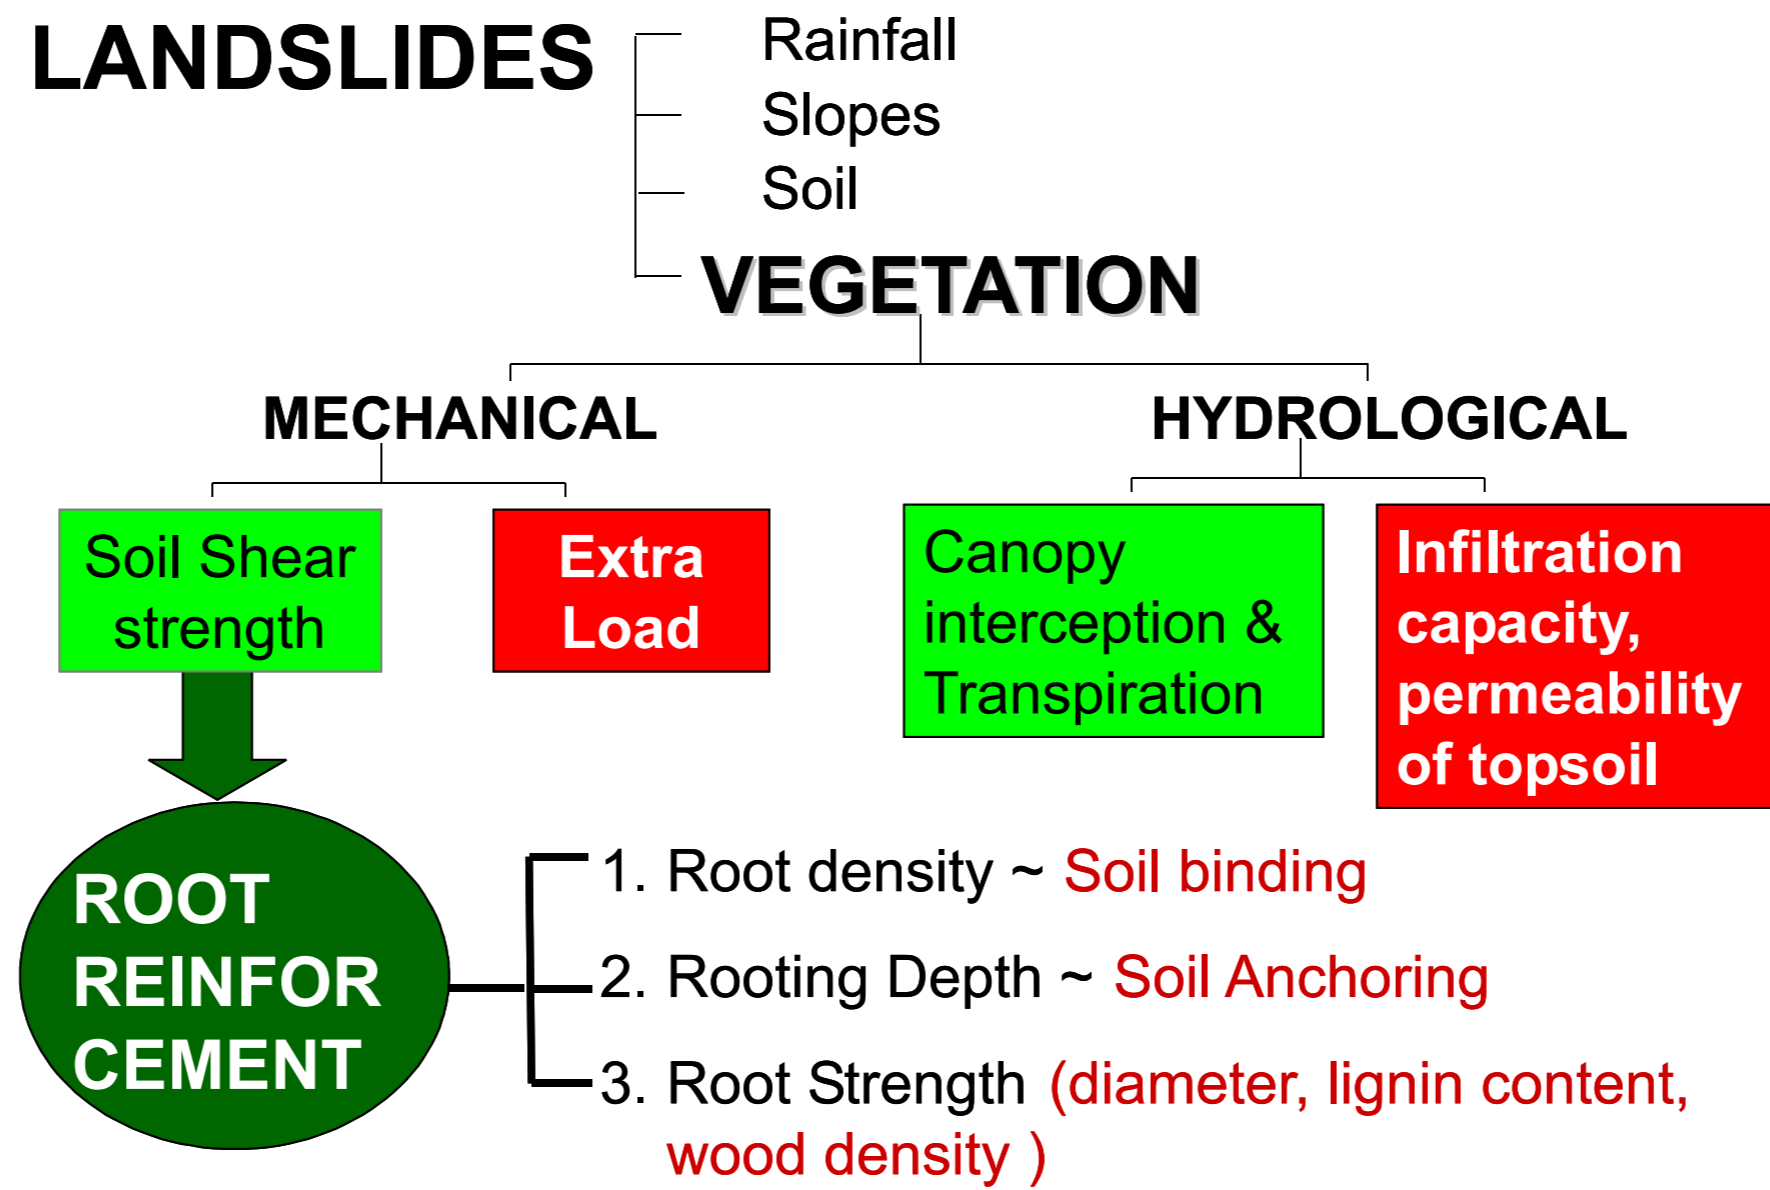 LANDSLIDES
Rainfall
Slopes
Soil
VEGETATION
MECHANICAL
HYDROLOGICAL
Soil Shear
strength
Extra
Load
Canopy
interception &
Transpiration
Infiltration
capacity,
permeability
of topsoil
ROOT
REINFOR
CEMENT
1. Root density ~ Soil binding
2. Rooting Depth ~ Soil Anchoring
3. Root Strength (diameter, lignin content,
wood density )